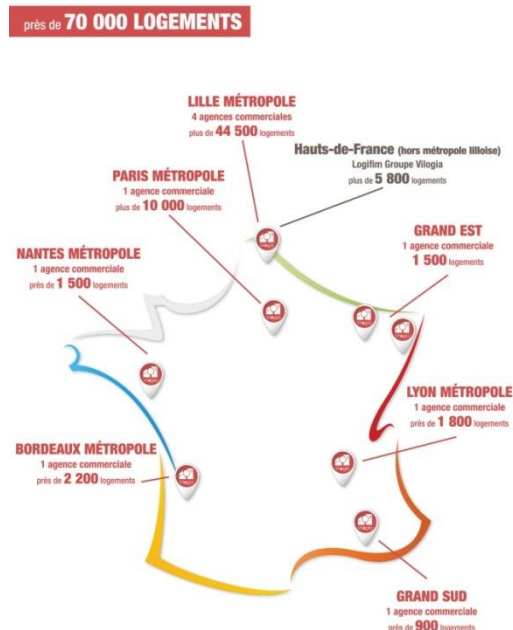 près de 70 000 LOGEMENTS
LILLE MÉTROPOLE
4 agences commerciales
plus de 44 500 logements
Hauts-de-France (hors métropole lilloise)
Logifim Groupe Vilogia
plus de 5 800 logements
PARIS MÉTROPOLE
1 agence commerciale
plus de 10 000 logements
GRAND EST
1 agence commerciale
1 500 logements
NANTES MÉTROPOLE
1 agence commerciale
près de 1 500 logements
LYON MÉTROPOLE
1 agence commerciale
près de 1 800 logements
BORDEAUX MÉTROPOLE
1 agence commerciale
près de 2 200 logements
GRAND SUD
1 agence commerciale
près de 900 logements